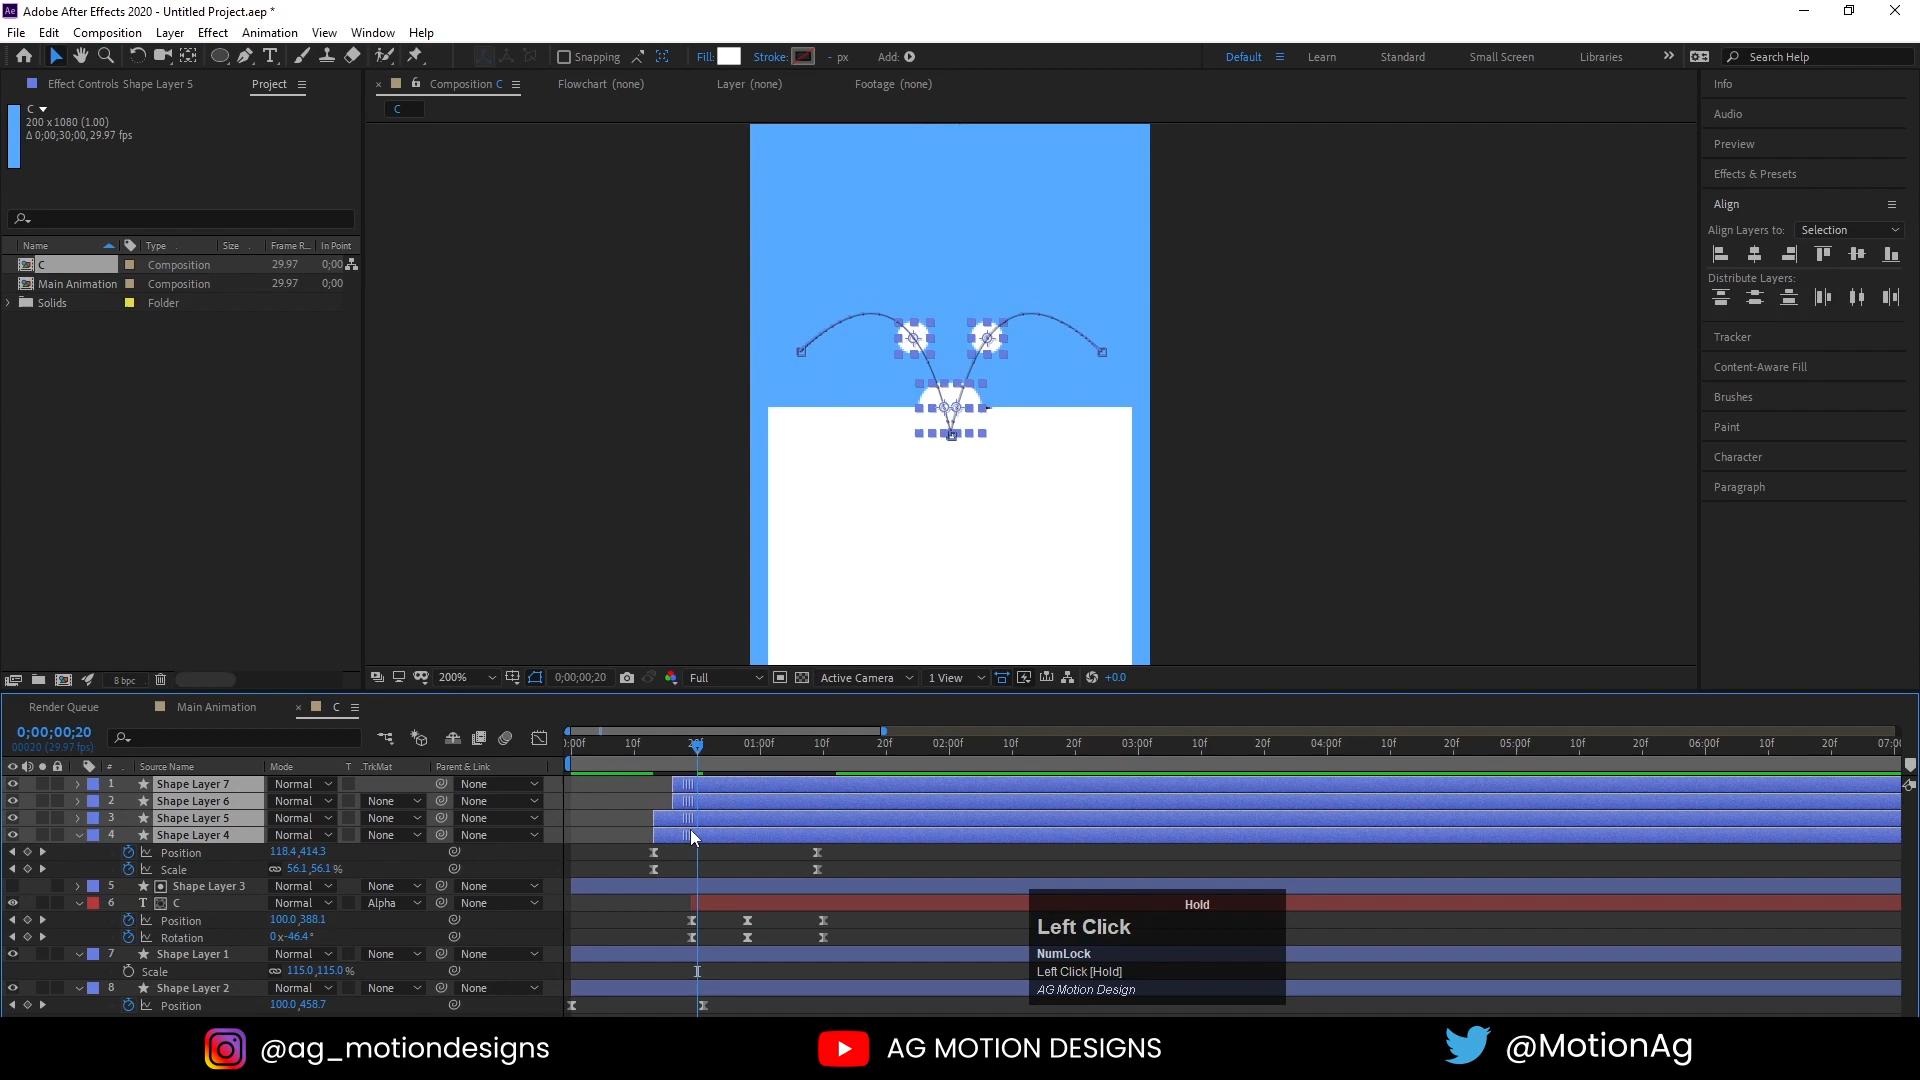 Ae Adobe After Effects 2020 - Untitled Project.aep *
File Edit Composition Layer Effect Animation View Window Help
Snapping Fill: Stroke: - px Add: Default Learn Standard Small Screen Libraries Search Help
Effect Controls Shape Layer 5 Project
Composition C Flowchart (none) Layer (none) Footage (none)
C
C
200 x 1080 (1.00)
Δ 0;00;30;00, 29.97 fps
Name Type Size Frame R... In Point
C Composition 29.97 0;00
Main Animation Composition 29.97 0;00
Solids Folder
8 bpc
200% 0;00;00;20 Full Active Camera 1 View +0.0
Info
Audio
Preview
Effects & Presets
Align
Align Layers to: Selection
Distribute Layers:
Tracker
Content-Aware Fill
Brushes
Paint
Character
Paragraph
Render Queue Main Animation C
0;00;00;20
00020 (29.97 fps)
):00f 10f 20f 01:00f 10f 20f 02:00f 10f 20f 03:00f 10f 20f 04:00f 10f 20f 05:00f 10f 20f 06:00f 10f 20f 07:00
# Source Name Mode T .TrkMat Parent & Link
1 Shape Layer 7 Normal None
2 Shape Layer 6 Normal None None
3 Shape Layer 5 Normal None None
4 Shape Layer 4 Normal None None
Position 118.4,414.3
Scale 56.1,56.1%
5 Shape Layer 3 Normal None None
6 T C Normal Alpha None
Position 100.0,388.1
Rotation 0x-46.4°
7 Shape Layer 1 Normal None None
Scale 115.0,115.0%
8 Shape Layer 2 Normal None None
Position 100.0,458.7
Hold
Left Click
NumLock
Left Click [Hold]
AG Motion Design
@ag_motiondesigns AG MOTION DESIGNS @MotionAg